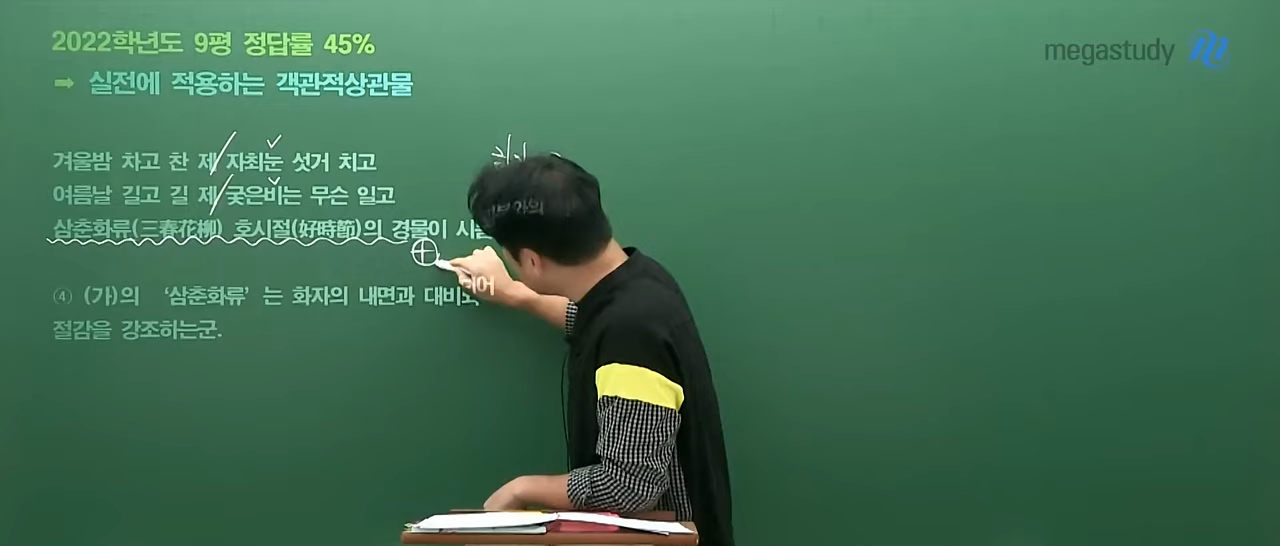 2022학년도 9평 정답률 45%
➡ 실전에 적용하는 객관적상관물
megastudy
겨울밤 차고 찬 제 자최눈 섯거 치고
여름날 길고 길 제 궂은비는 무슨 일고
삼춘화류(三春花柳) 호시절(好時節)의 경물이
④ (가)의 ‘삼춘화류’는 화자의 내면과
절감을 강조하는군.